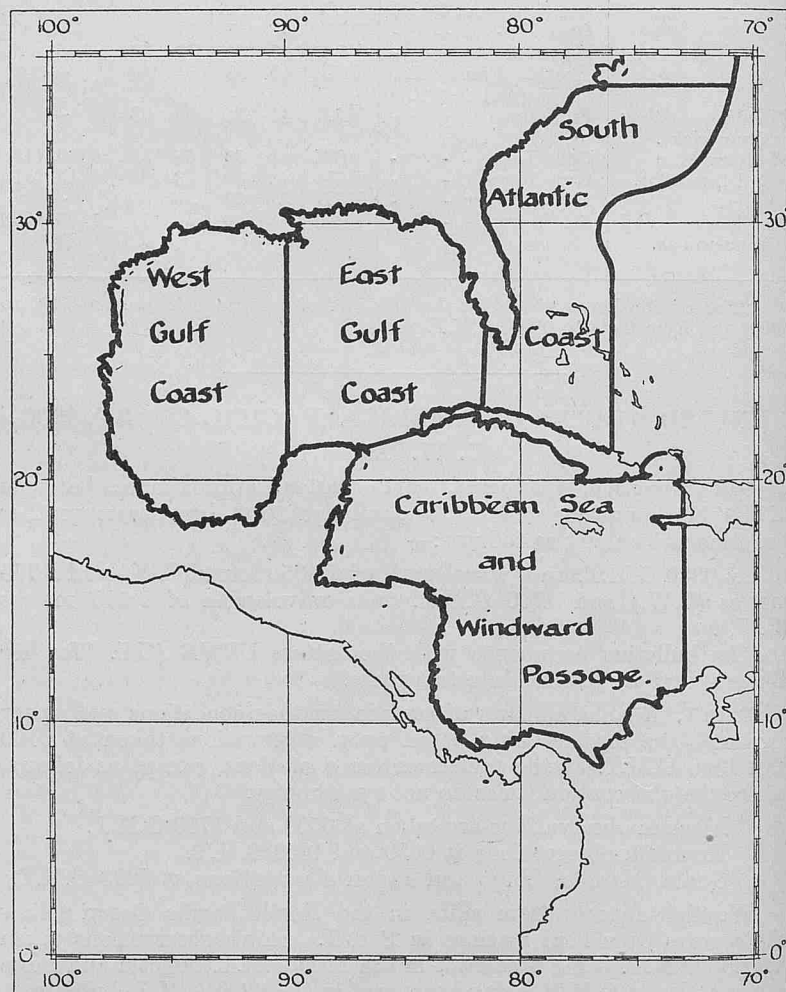 100° 90° 80° 70°
South
Atlantic
Coast
30° 30°
West
Gulf
Coast
East
Gulf
Coast
20° 20°
Caribbean Sea
and
Windward
Passage.
10° 10°
0° 0°
100° 90° 80° 70°